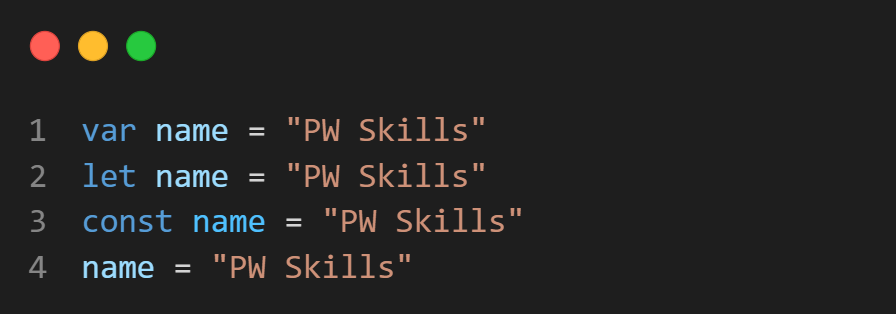 1 var name = "PW Skills"
2 let name = "PW Skills"
3 const name = "PW Skills"
4 name = "PW Skills"